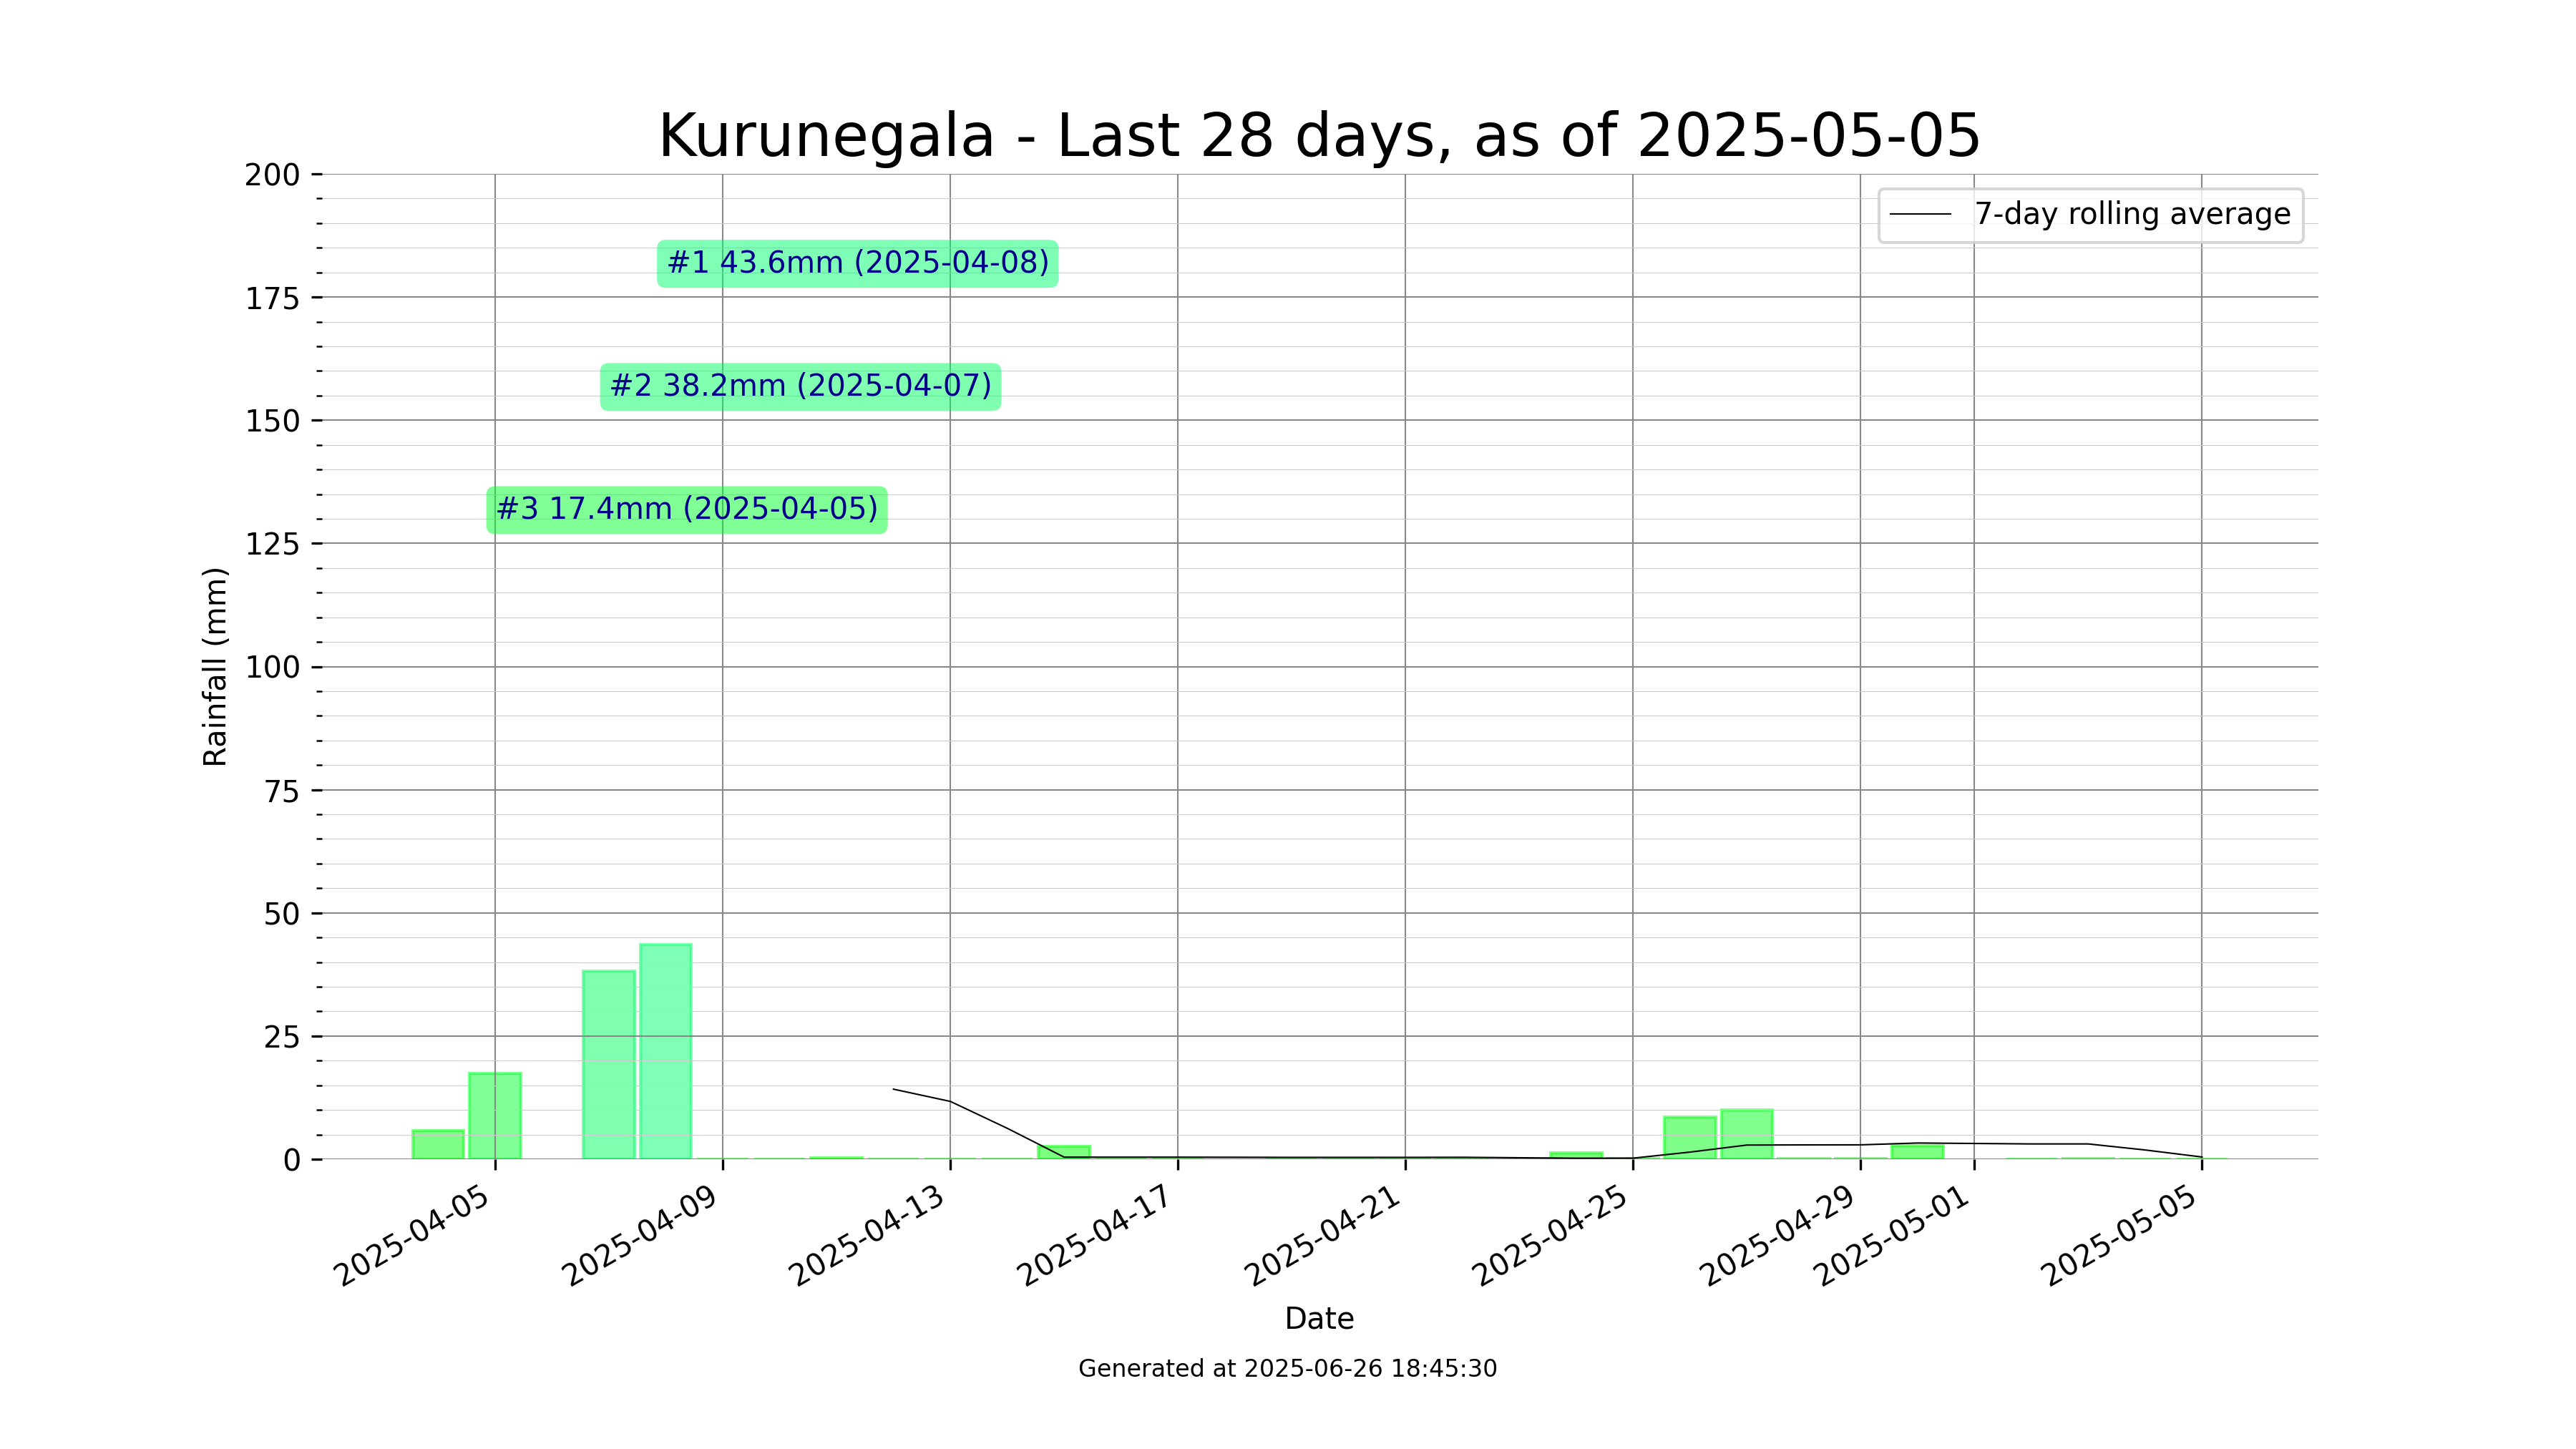 Kurunegala - Last 28 days, as of 2025-05-05
7-day rolling average
#1 43.6mm (2025-04-08)
#2 38.2mm (2025-04-07)
#3 17.4mm (2025-04-05)
Rainfall (mm)
200
175
150
125
100
75
50
25
0
2025-04-05
2025-04-09
2025-04-13
2025-04-17
2025-04-21
2025-04-25
2025-04-29
2025-05-01
2025-05-05
Date
Generated at 2025-06-26 18:45:30